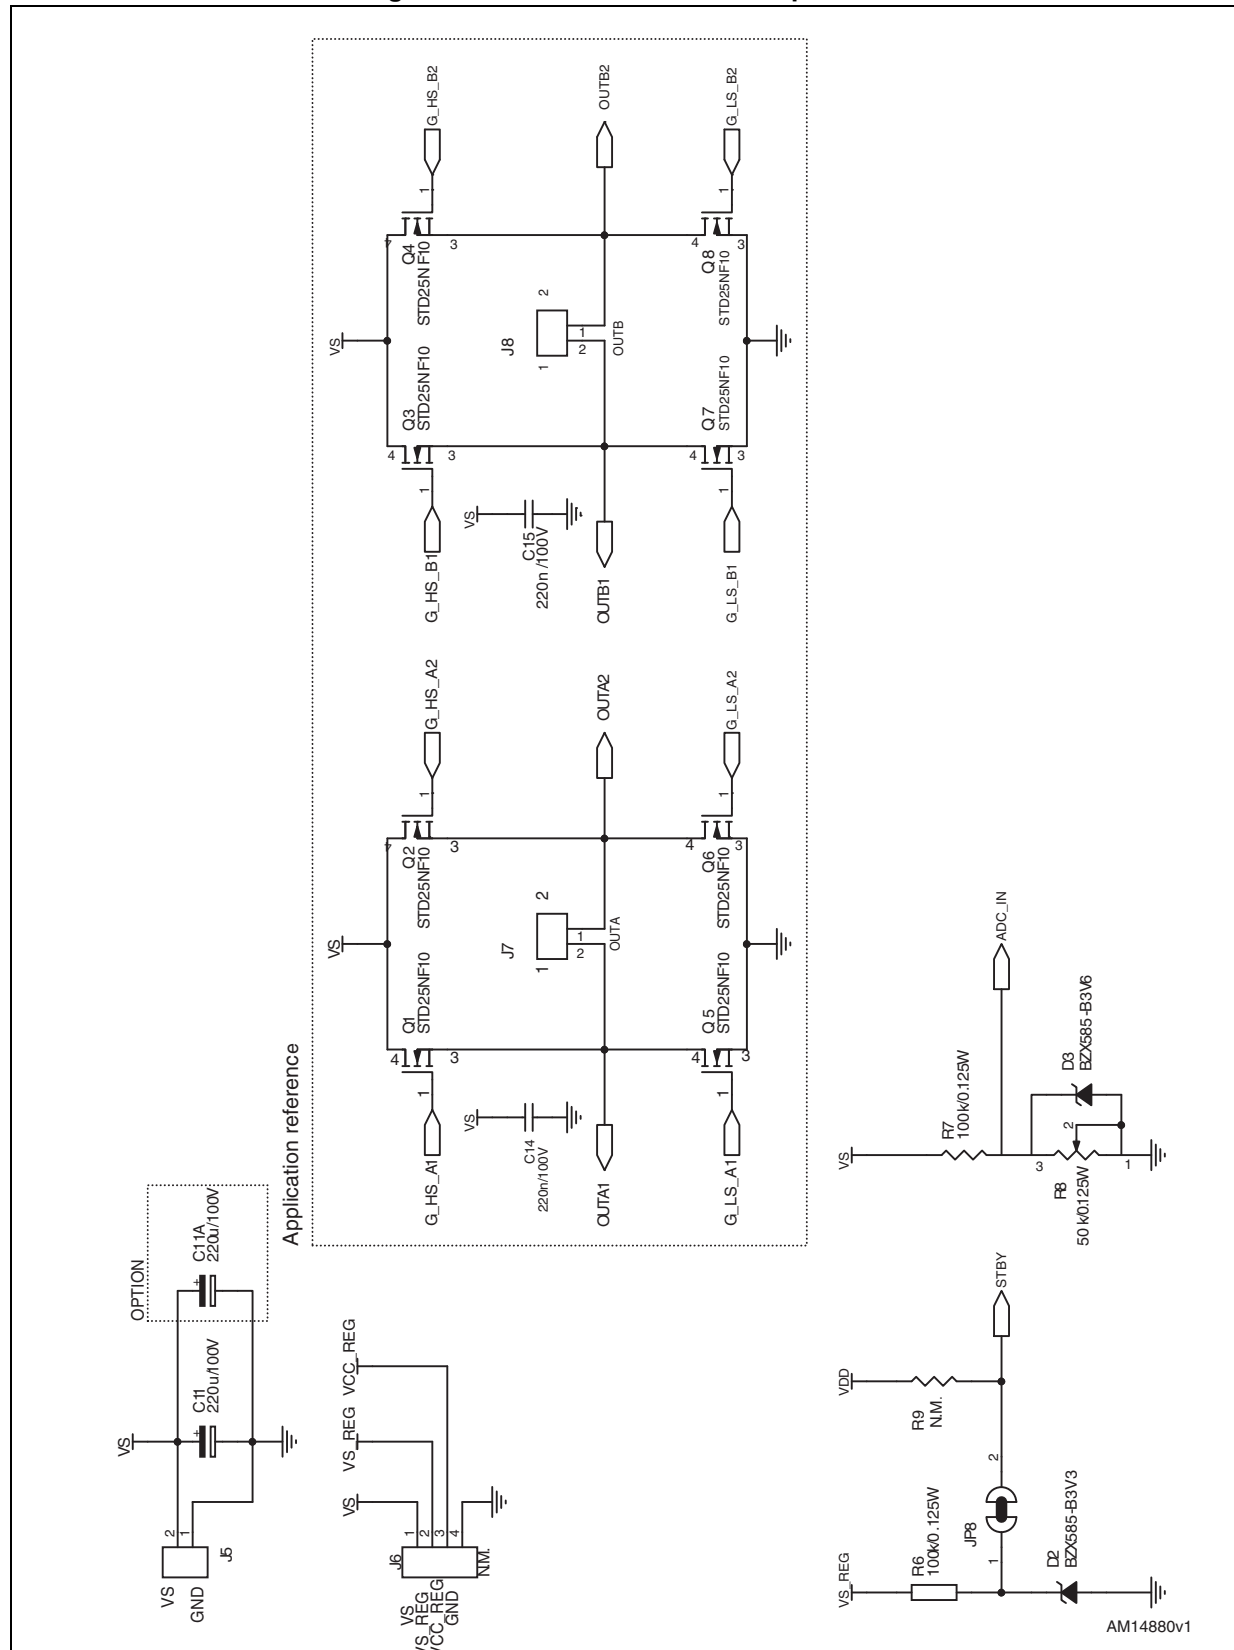 G_HS_B2
OUTB2
G_LS_B2
1
1
Q4
STD25NF10
3
4
3
Q8
STD25NF10
VS
J8
2
1
1
2
OUTB
Q3
STD25NF10
4
3
1
G_HS_B1
Q7
STD25NF10
4
3
1
G_LS_B1
VS
C15
220n/100V
OUTB1
G_HS_A2
OUTA2
G_LS_A2
1
1
Q2
STD25NF10
3
4
3
Q6
STD25NF10
VS
J7
2
1
1
2
OUTA
Q1
STD25NF10
4
3
1
G_HS_A1
Q5
STD25NF10
4
3
1
G_LS_A1
VS
C14
220n/100V
OUTA1
Application reference
OPTION
C11A
220u/100V
+
C11
220u/100V
+
VS
2
1
J5
VS
GND
VCC_REG
VS_REG
VS
1
2
3
4
J6
N.M.
VS
VS_REG
VCC_REG
GND
ADC_IN
VS
R7
100k/0.125W
D3
BZX585-B3V6
2
3
1
R8
50k/0.125W
STBY
VDD
R9
N.M.
2
JP8
1
VS_REG
R6
100k/0.125W
D2
BZX585-B3V3
AM14880v1